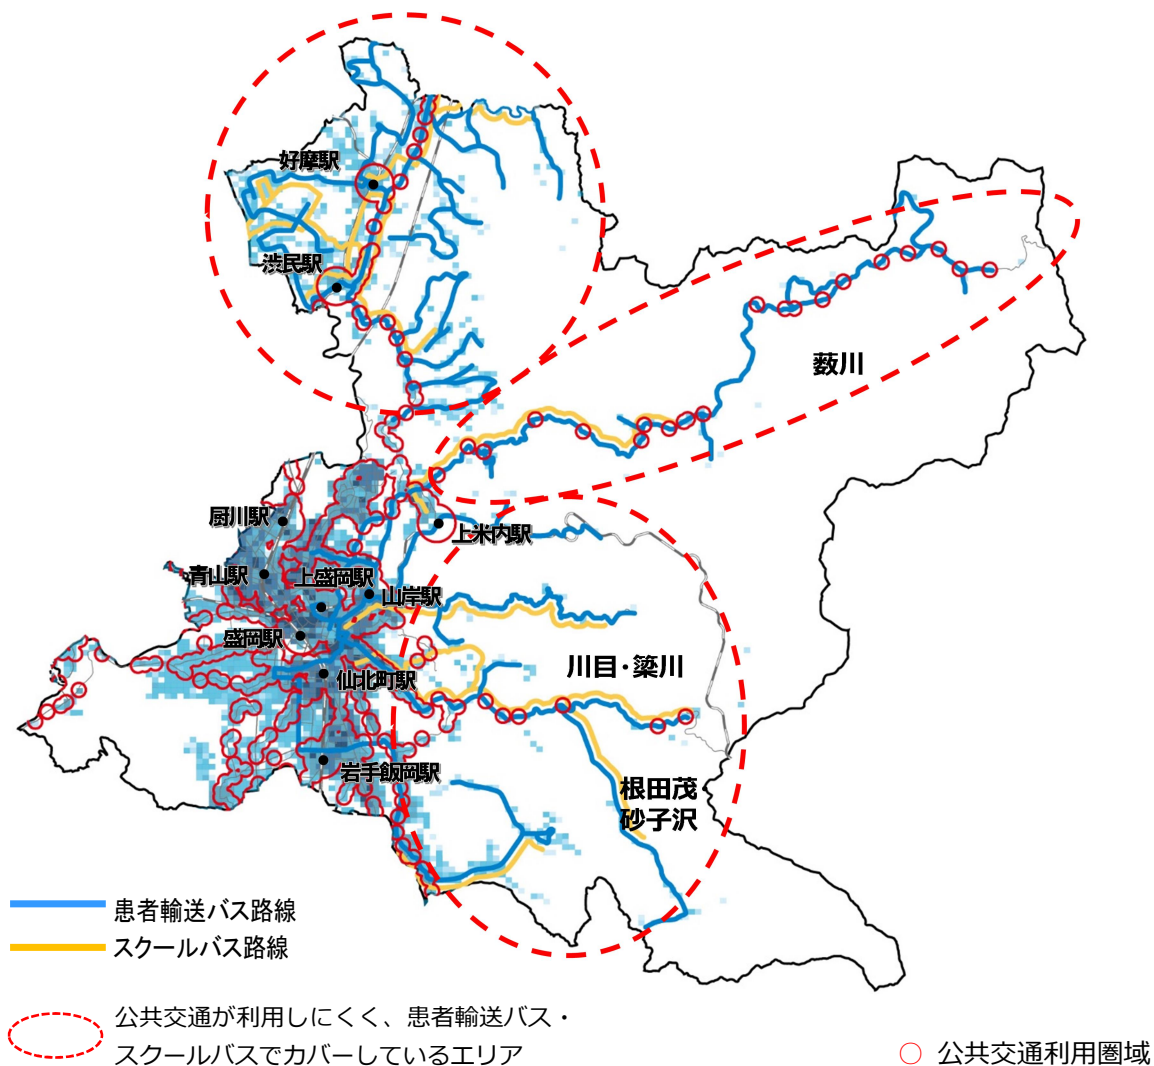 好摩駅
渋民駅
薮川
厨川駅
上米内駅
青山駅
上盛岡駅
山岸駅
盛岡駅
川目・簗川
仙北町駅
岩手飯岡駅
根田茂
砂子沢
患者輸送バス路線
スクールバス路線
公共交通が利用しにくく、患者輸送バス・
スクールバスでカバーしているエリア
公共交通利用圏域